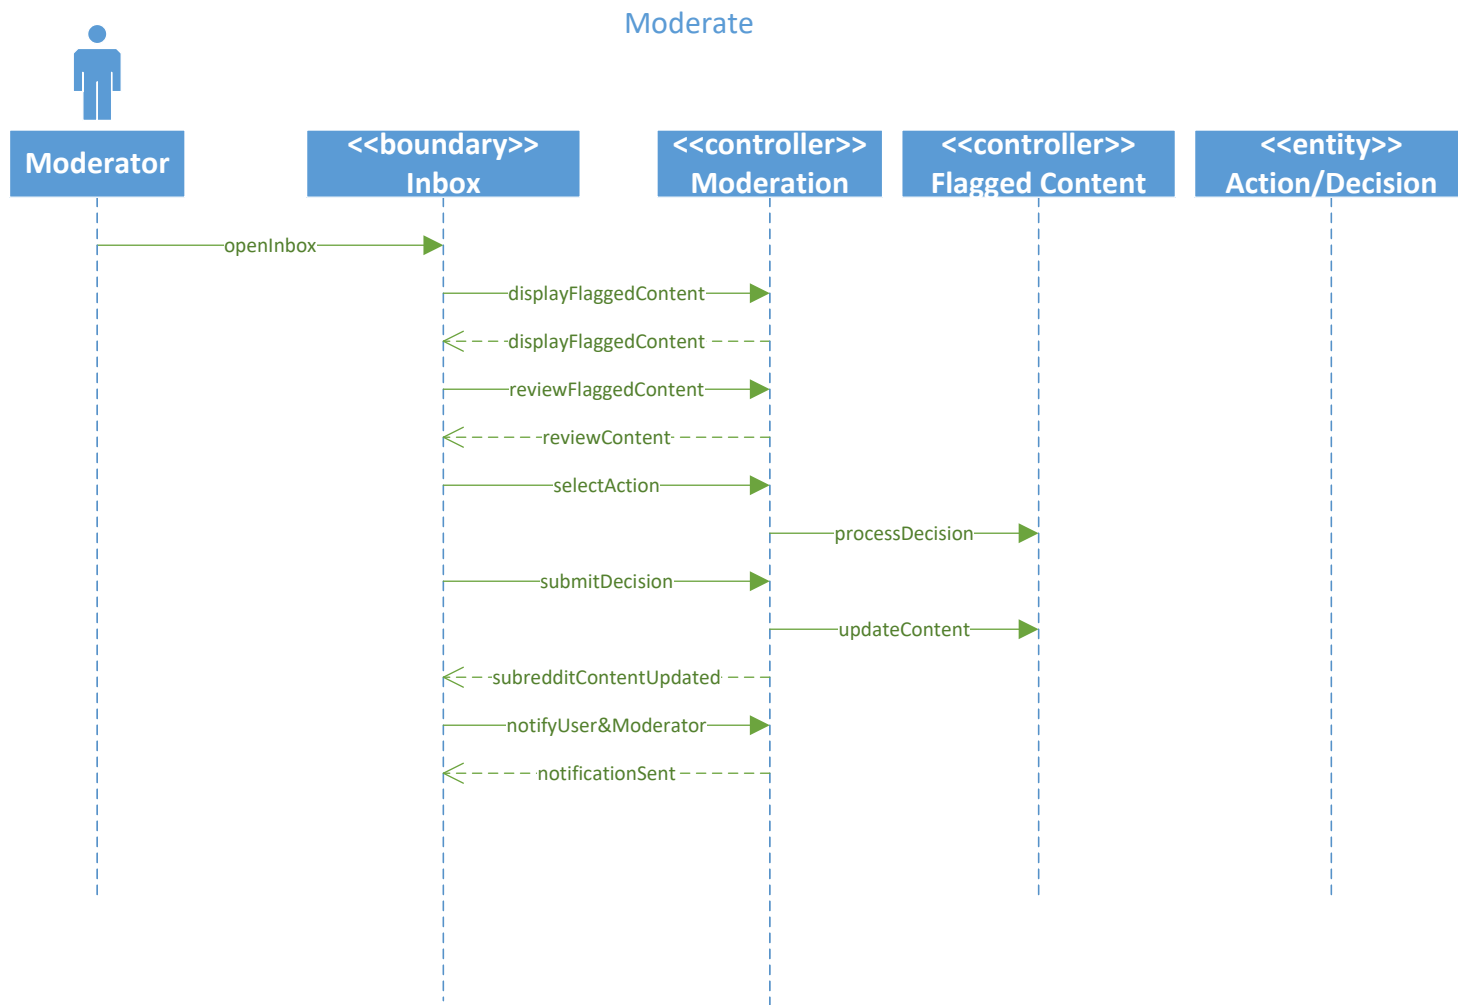 Moderate
Moderator
<<boundary>>
Inbox
<<controller>>
Moderation
<<controller>>
Flagged Content
<<entity>>
Action/Decision
openInbox
displayFlaggedContent
displayFlaggedContent
reviewFlaggedContent
reviewContent
selectAction
processDecision
submitDecision
updateContent
subredditContentUpdated
notifyUser&Moderator
notificationSent